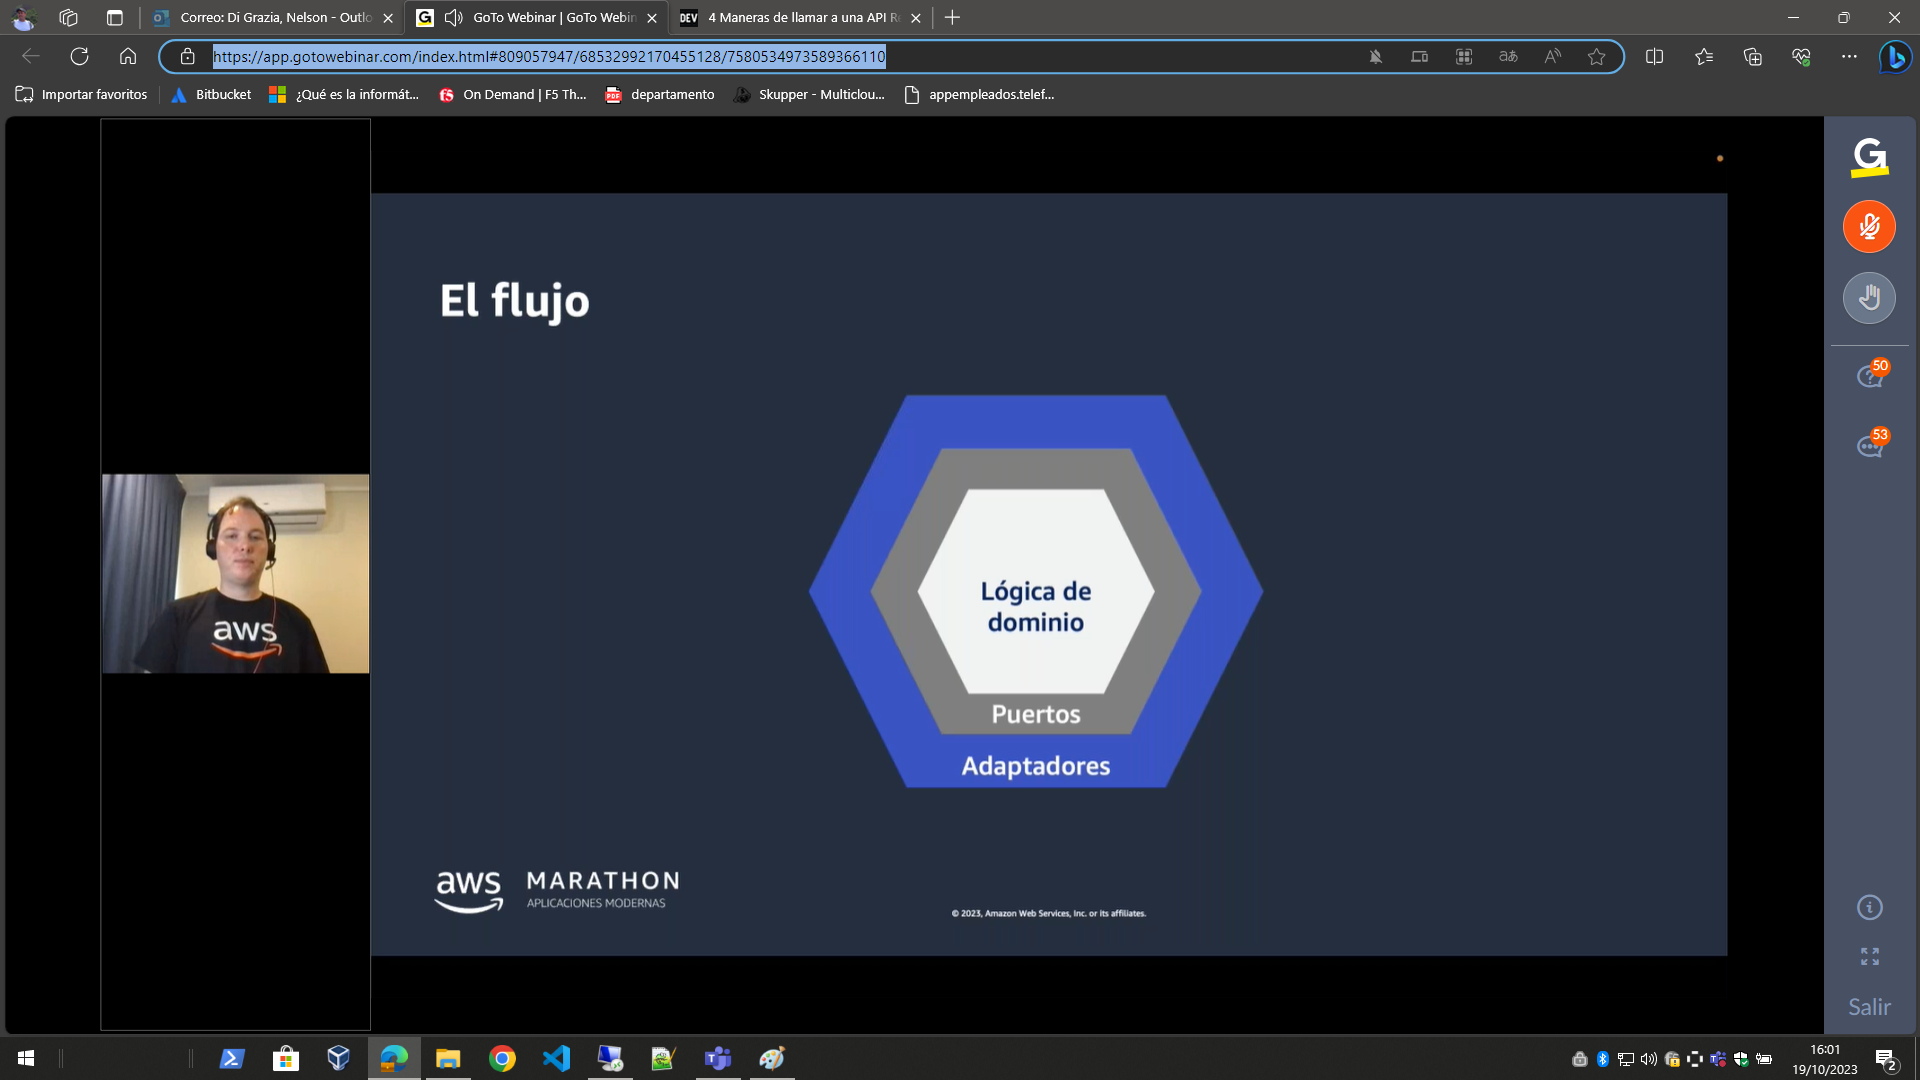 Correo: Di Grazia, Nelson - Outlo
GoTo Webinar | GoTo Webin
DEV
4 Maneras de llamar a una API Re
https://app.gotowebinar.com/index.html#809057947/68532992170455128/7580534973589366110
Importar favoritos
Bitbucket
¿Qué es la informát...
On Demand | F5 Th...
departamento
Skupper - Multiclou...
appempleados.telef...
El flujo
Lógica de
dominio
Puertos
Adaptadores
aws
aws
MARATHON
APLICACIONES MODERNAS
© 2023, Amazon Web Services, Inc. or its affiliates.
50
53
Salir
16:01
19/10/2023
2